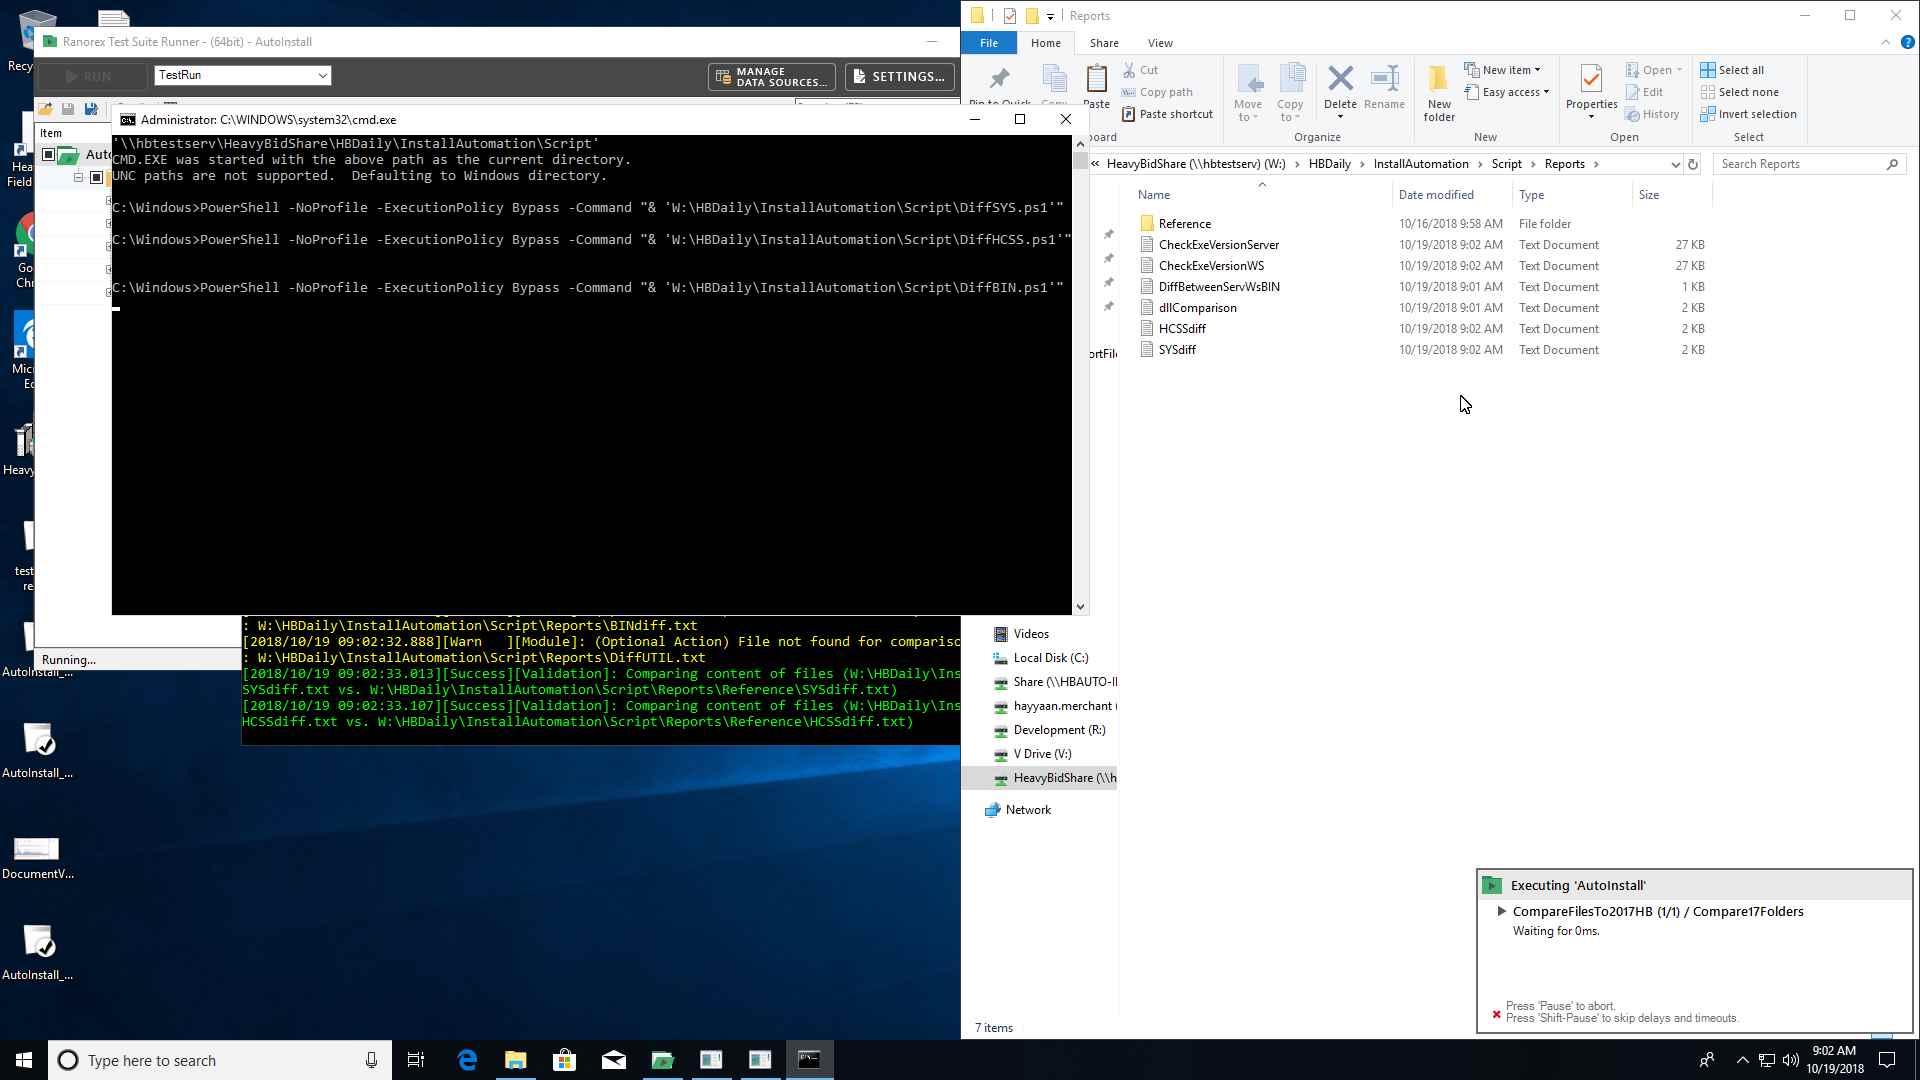 Recy
Hea
Field
Go
Chr
Mic
Ec
Heavy
test
re
AutoInstall_...
AutoInstall_...
DocumentV...
AutoInstall_...
Ranorex Test Suite Runner - (64bit) - AutoInstall
RUN
TestRun
MANAGE
DATA SOURCES...
SETTINGS...
Item
Auto
Running...
Administrator: C:\WINDOWS\system32\cmd.exe
'\\hbtestserv\HeavyBidShare\HBDaily\InstallAutomation\Script'
CMD.EXE was started with the above path as the current directory.
UNC paths are not supported.  Defaulting to Windows directory.
C:\Windows>PowerShell -NoProfile -ExecutionPolicy Bypass -Command "& 'W:\HBDaily\InstallAutomation\Script\DiffSYS.ps1'"
C:\Windows>PowerShell -NoProfile -ExecutionPolicy Bypass -Command "& 'W:\HBDaily\InstallAutomation\Script\DiffHCSS.ps1'"
C:\Windows>PowerShell -NoProfile -ExecutionPolicy Bypass -Command "& 'W:\HBDaily\InstallAutomation\Script\DiffBIN.ps1'"
: W:\HBDaily\InstallAutomation\Script\Reports\BINdiff.txt
[2018/10/19 09:02:32.888][Warn   ][Module]: (Optional Action) File not found for comparisc
: W:\HBDaily\InstallAutomation\Script\Reports\DiffUTIL.txt
[2018/10/19 09:02:33.013][Success][Validation]: Comparing content of files (W:\HBDaily\Ins
SYSdiff.txt vs. W:\HBDaily\InstallAutomation\Script\Reports\Reference\SYSdiff.txt)
[2018/10/19 09:02:33.107][Success][Validation]: Comparing content of files (W:\HBDaily\Ins
HCSSdiff.txt vs. W:\HBDaily\InstallAutomation\Script\Reports\Reference\HCSSdiff.txt)
Reports
File Home Share View
Pin to Quick Copy Paste
Cut
Copy path
Paste shortcut
board
Move to
Copy to
Delete
Rename
Organize
New folder
New item
Easy access
New
Properties
Open
Edit
History
Open
Select all
Select none
Invert selection
Select
« HeavyBidShare (\\hbtestserv) (W:) > HBDaily > InstallAutomation > Script > Reports >
Search Reports
Name Date modified Type Size
Reference 10/16/2018 9:58 AM File folder
CheckExeVersionServer 10/19/2018 9:02 AM Text Document 27 KB
CheckExeVersionWS 10/19/2018 9:02 AM Text Document 27 KB
DiffBetweenServWsBIN 10/19/2018 9:01 AM Text Document 1 KB
dllComparison 10/19/2018 9:01 AM Text Document 2 KB
HCSSdiff 10/19/2018 9:02 AM Text Document 2 KB
SYSdiff 10/19/2018 9:02 AM Text Document 2 KB
ortFile
Videos
Local Disk (C:)
Share (\\HBAUTO-I
hayyaan.merchant (
Development (R:)
V Drive (V:)
HeavyBidShare (\\h
Network
7 items
Executing 'AutoInstall'
CompareFilesTo2017HB (1/1) / Compare17Folders
Waiting for 0ms.
Press 'Pause' to abort.
Press 'Shift-Pause' to skip delays and timeouts.
Type here to search
9:02 AM
10/19/2018